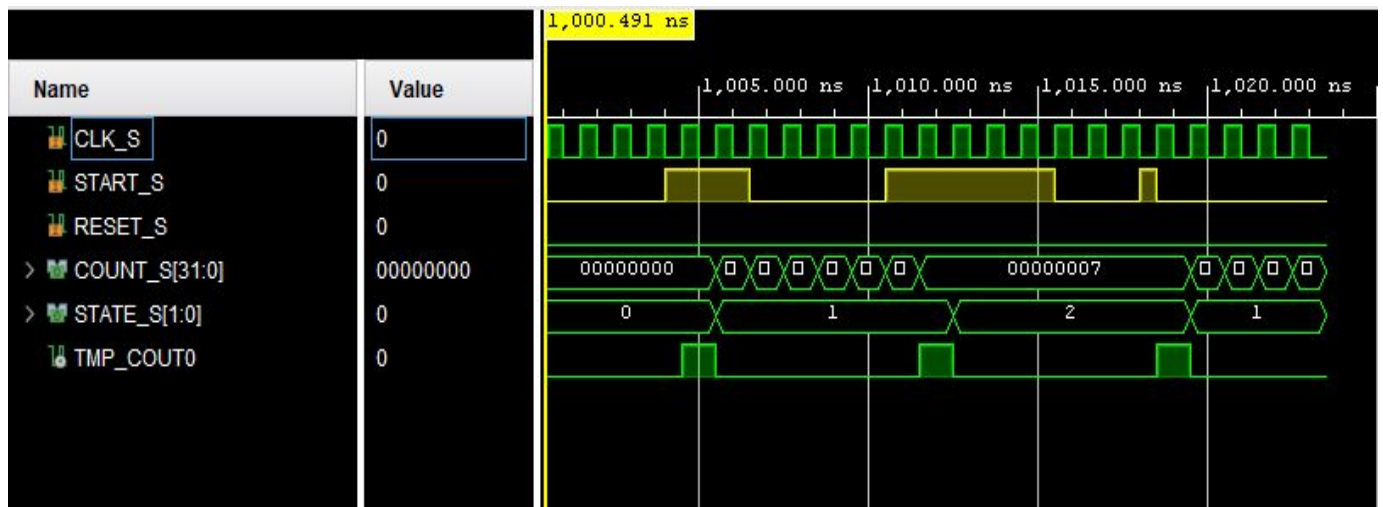 1,000.491 ns
Name Value 1,005.000 ns 1,010.000 ns 1,015.000 ns 1,020.000 ns
CLK_S 0
START_S 0
RESET_S 0
COUNT_S[31:0] 00000000 00000000 00000007
STATE_S[1:0] 0 0 1 2 1
TMP_COUT0 0